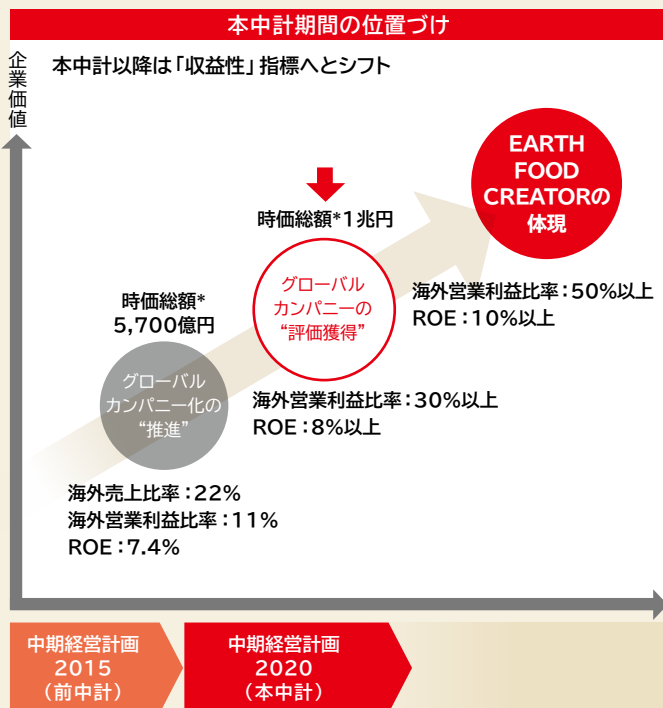 本中計期間の位置づけ
企業価値
本中計以降は「収益性」指標へとシフト
EARTH
FOOD
CREATORの
体現
時価総額*1兆円
グローバル
カンパニーの
“評価獲得”
海外営業利益比率：50%以上
ROE：10%以上
時価総額*
5,700億円
グローバル
カンパニー化の
“推進”
海外営業利益比率：30%以上
ROE：8%以上
海外売上比率：22%
海外営業利益比率：11%
ROE：7.4%
中期経営計画
2015
（前中計）
中期経営計画
2020
（本中計）